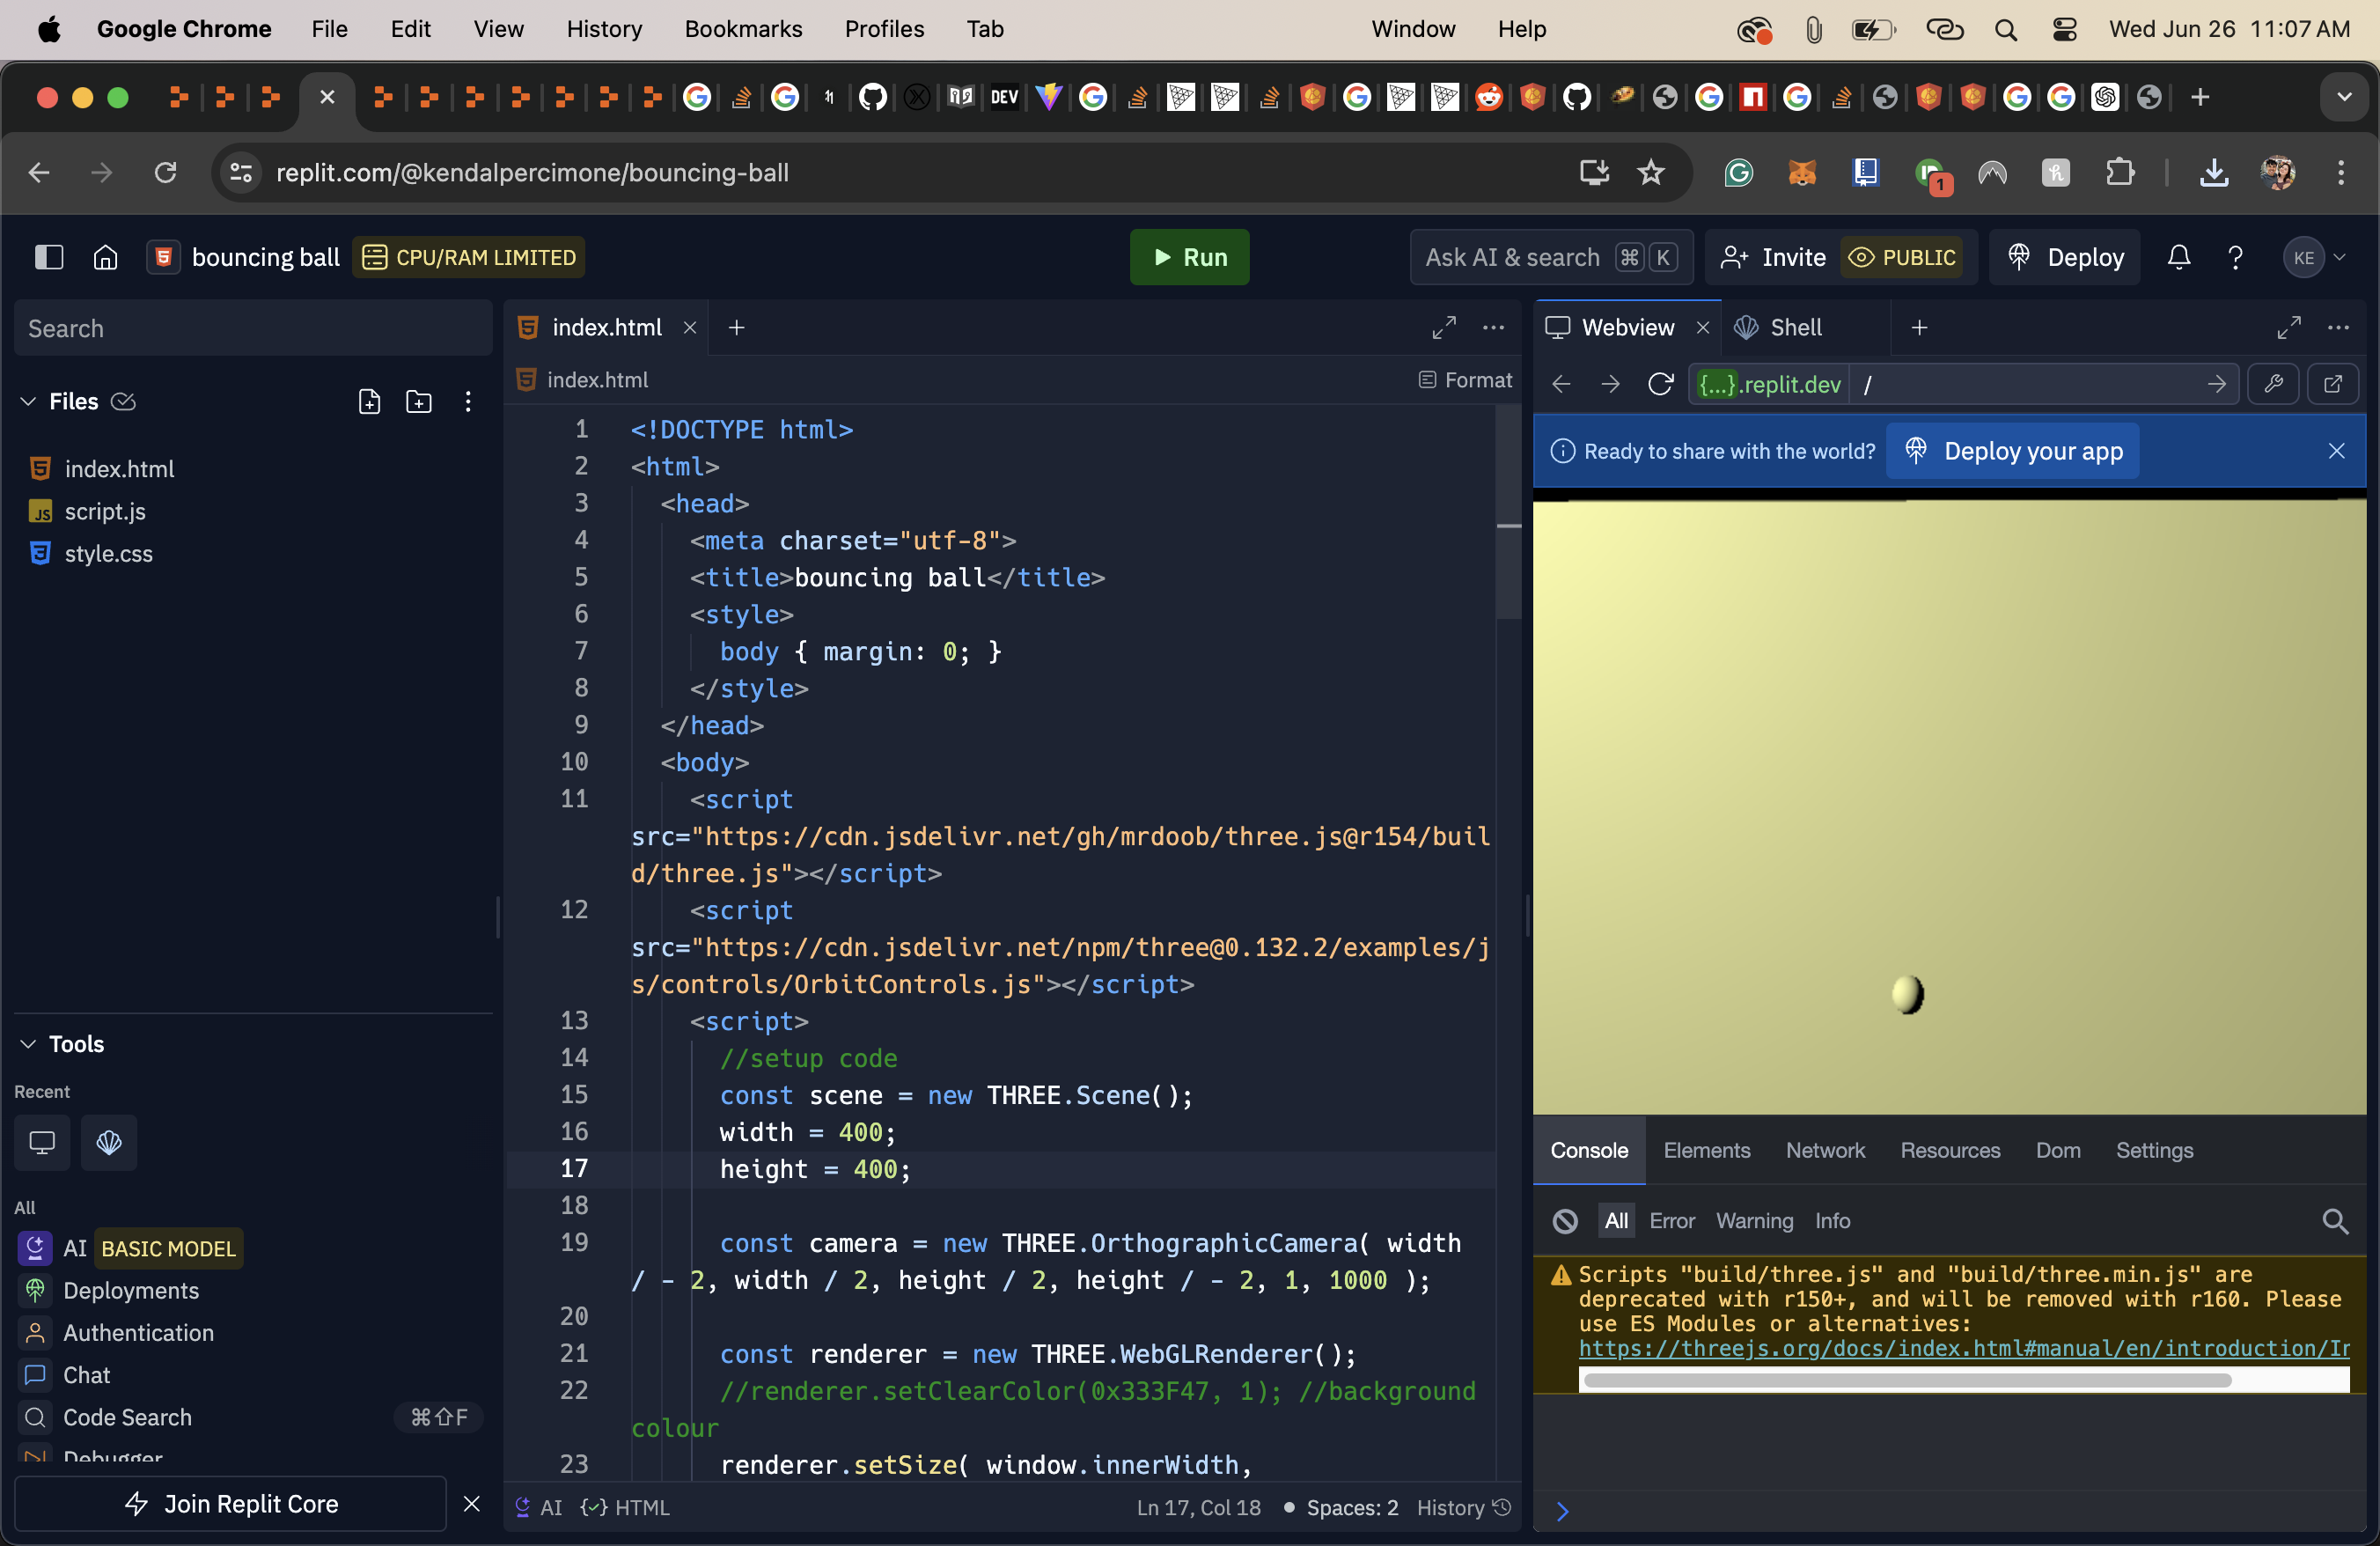 Google Chrome File Edit View History Bookmarks Profiles Tab Window Help Wed Jun 26 11:07 AM
DEV
replit.com/@kendalpercimone/bouncing-ball
1
bouncing ball CPU/RAM LIMITED Run Ask AI & search ⌘ K Invite PUBLIC Deploy ? KE
Search
Files
index.html
script.js
style.css
Tools
Recent
All
AI BASIC MODEL
Deployments
Authentication
Chat
Code Search ⌘⇧F
Debugger
Join Replit Core
index.html
index.html Format
1 <!DOCTYPE html>
2 <html>
3 <head>
4 <meta charset="utf-8">
5 <title>bouncing ball</title>
6 <style>
7 body { margin: 0; }
8 </style>
9 </head>
10 <body>
11 <script
src="https://cdn.jsdelivr.net/gh/mrdoob/three.js@r154/buil
d/three.js"></script>
12 <script
src="https://cdn.jsdelivr.net/npm/three@0.132.2/examples/j
s/controls/OrbitControls.js"></script>
13 <script>
14 //setup code
15 const scene = new THREE.Scene();
16 width = 400;
17 height = 400;
18
19 const camera = new THREE.OrthographicCamera( width
/ - 2, width / 2, height / 2, height / - 2, 1, 1000 );
20
21 const renderer = new THREE.WebGLRenderer();
22 //renderer.setClearColor(0x333F47, 1); //background
colour
23 renderer.setSize( window.innerWidth,
AI HTML Ln 17, Col 18 Spaces: 2 History
Webview Shell
{...}.replit.dev /
Ready to share with the world? Deploy your app
Console Elements Network Resources Dom Settings
All Error Warning Info
Scripts "build/three.js" and "build/three.min.js" are
deprecated with r150+, and will be removed with r160. Please
use ES Modules or alternatives:
https://threejs.org/docs/index.html#manual/en/introduction/In